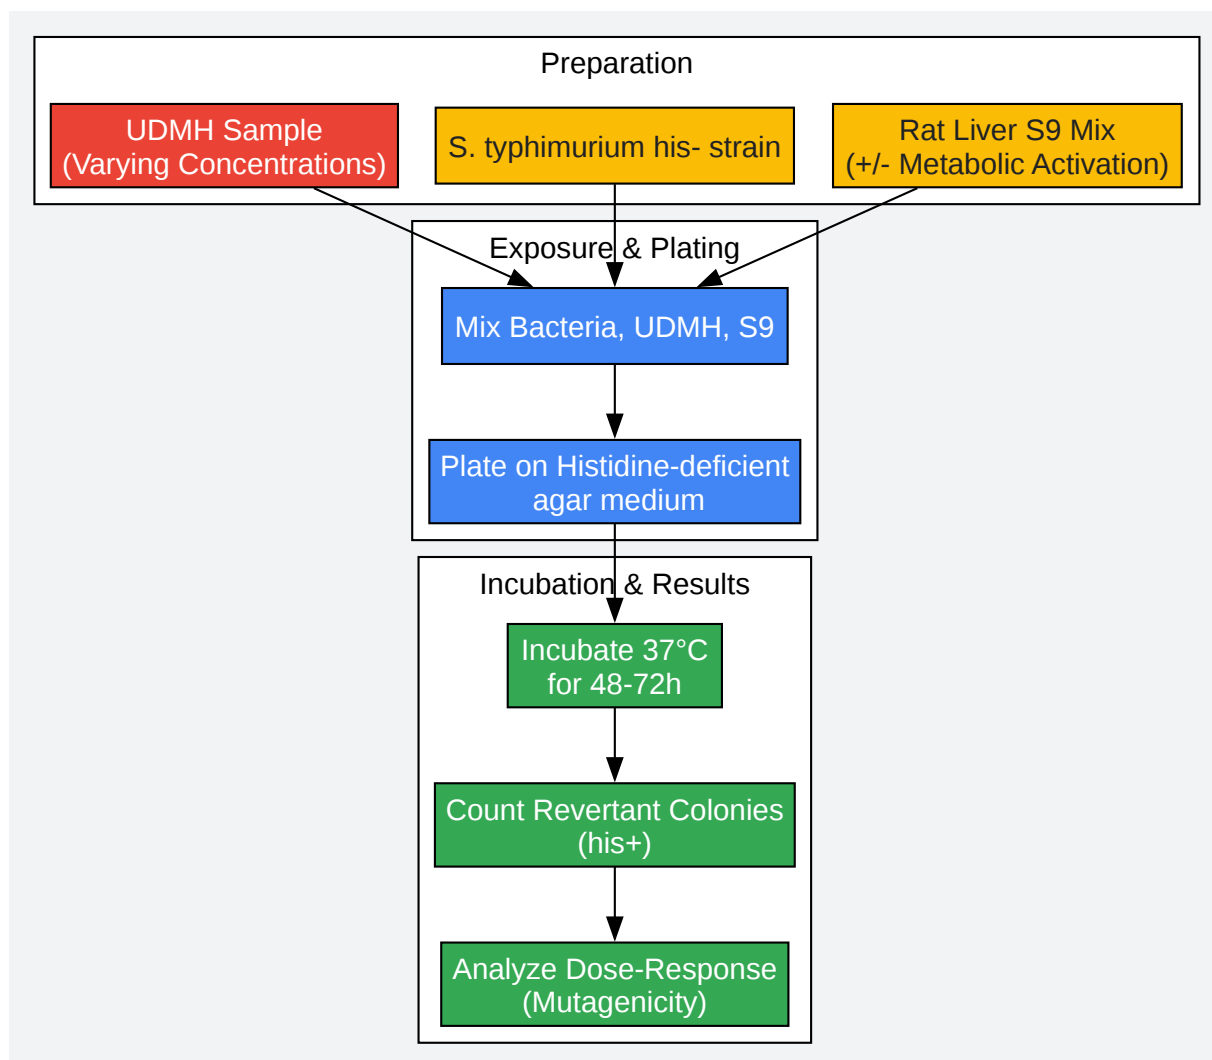 Preparation
UDMH Sample
(Varying Concentrations)
S. typhimurium his- strain
Rat Liver S9 Mix
(+/- Metabolic Activation)
Exposure & Plating
Mix Bacteria, UDMH, S9
Plate on Histidine-deficient
agar medium
Incubation & Results
Incubate 37°C
for 48-72h
Count Revertant Colonies
(his+)
Analyze Dose-Response
(Mutagenicity)